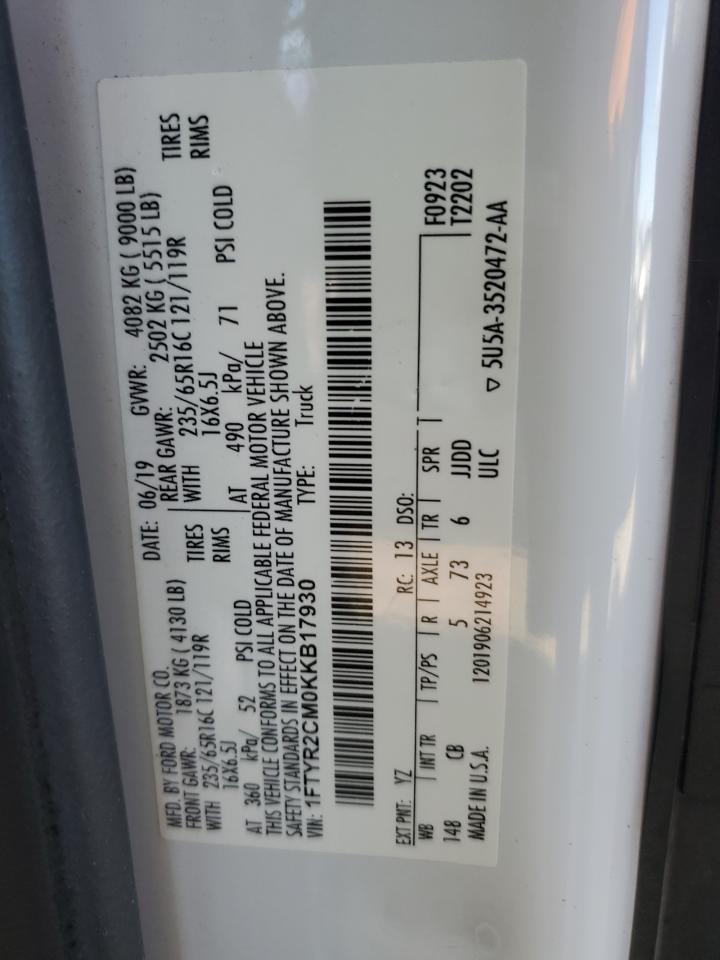 MFD. BY FORD MOTOR CO.
DATE: 06/19
GVWR: 4082 KG ( 9000 LB)
FRONT GAWR: 1873 KG ( 4130 LB)
REAR GAWR: 2502 KG ( 5515 LB)
WITH 235/65R16C 121/119R TIRES
WITH 235/65R16C 121/119R TIRES
16X6.5J RIMS
16X6.5J RIMS
AT 360 kPa/ 52 PSI COLD
AT 490 kPa/ 71 PSI COLD
THIS VEHICLE CONFORMS TO ALL APPLICABLE FEDERAL MOTOR VEHICLE
SAFETY STANDARDS IN EFFECT ON THE DATE OF MANUFACTURE SHOWN ABOVE.
VIN: 1FTYR2CM0KKB17930
TYPE: Truck
EXT PNT: YZ RC: 13 DSO: F0923
WB INT TR TP/PS R AXLE TR SPR T2202
148 CB 5 73 6 JJDD
ULC
MADE IN U.S.A. 1201906214923
▽ 5U5A-3520472-AA